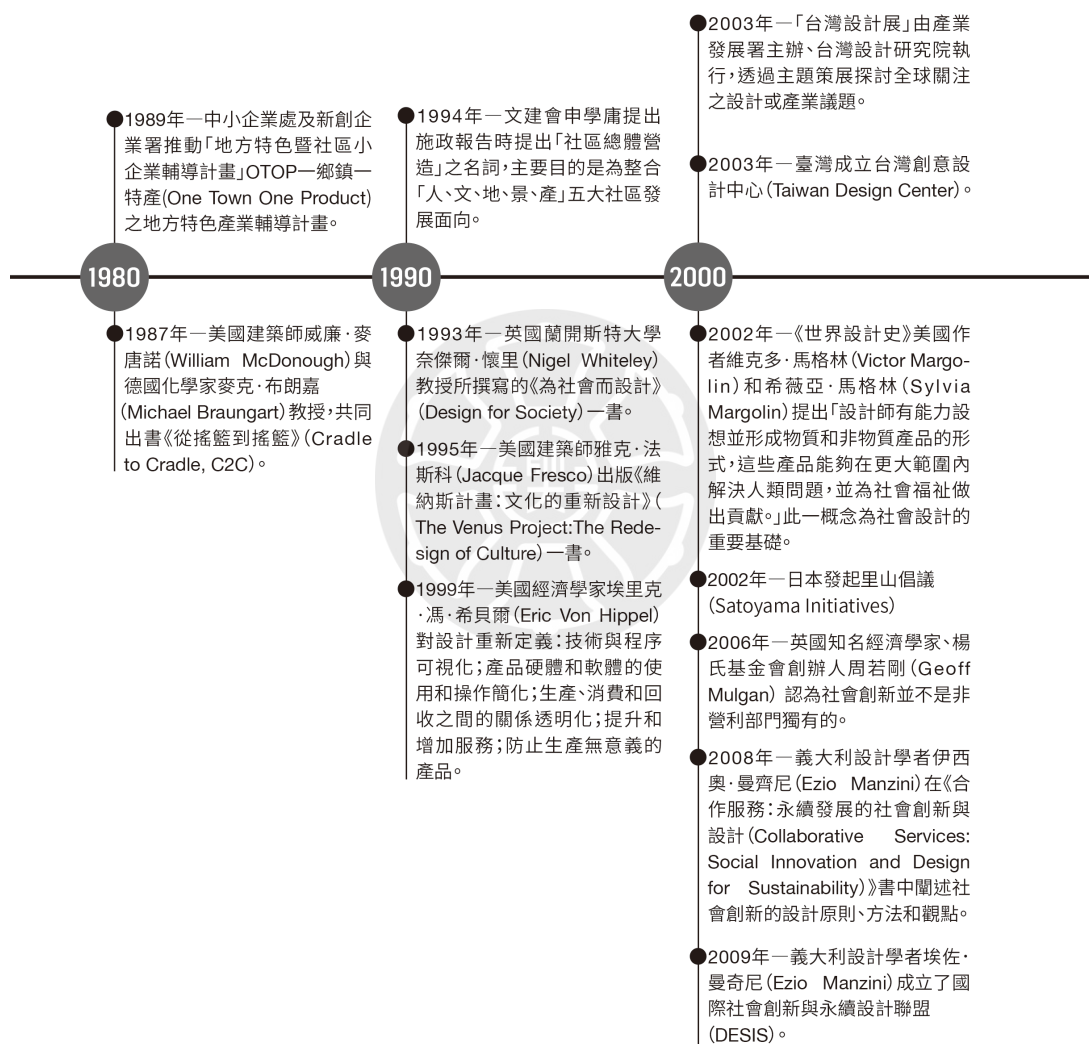 1989年—中小企業處及新創企
業署推動「地方特色暨社區小
企業輔導計畫」OTOP一鄉鎮一
特產(One Town One Product)
之地方特色產業輔導計畫。
1994年—文建會申學庸提出
施政報告時提出「社區總體營
造」之名詞，主要目的是為整合
「人、文、地、景、產」五大社區發
展面向。
2003年—「台灣設計展」由產業
發展署主辦、台灣設計研究院執
行，透過主題策展探討全球關注
之設計或產業議題。
2003年—臺灣成立台灣創意設
計中心（Taiwan Design Center）。
1980
1990
2000
1987年—美國建築師威廉·麥
唐諾（William McDonough）與
德國化學家麥克·布朗嘉
（Michael Braungart）教授，共同
出書《從搖籃到搖籃》（Cradle
to Cradle, C2C）。
1993年—英國蘭開斯特大學
奈傑爾·懷里（Nigel Whiteley）
教授所撰寫的《為社會而設計》
（Design for Society）一書。
1995年—美國建築師雅克·法
斯科（Jacque Fresco）出版《維
納斯計畫：文化的重新設計》（
The Venus Project:The Rede-
sign of Culture）一書。
1999年—美國經濟學家埃里克
·馮·希貝爾（Eric Von Hippel）
對設計重新定義：技術與程序
可視化；產品硬體和軟體的使
用和操作簡化；生產、消費和回
收之間的關係透明化；提升和
增加服務；防止生產無意義的
產品。
2002年—《世界設計史》美國作
者維克多·馬格林（Victor Margo-
lin）和希薇亞·馬格林（Sylvia
Margolin）提出「設計師有能力設
想並形成物質和非物質產品的形
式，這些產品能夠在更大範圍內
解決人類問題，並為社會福祉做
出貢獻。」此一概念為社會設計的
重要基礎。
2002年—日本發起里山倡議
（Satoyama Initiatives）
2006年—英國知名經濟學家、楊
氏基金會創辦人周若剛（Geoff
Mulgan） 認為社會創新並不是非
營利部門獨有的。
2008年—義大利設計學者伊西
奧·曼齊尼（Ezio Manzini）在《合
作服務：永續發展的社會創新與
設計（Collaborative Services:
Social Innovation and Design
for Sustainability）》書中闡述社
會創新的設計原則、方法和觀點。
2009年—義大利設計學者埃佐·
曼奇尼（Ezio Manzini）成立了國
際社會創新與永續設計聯盟
（DESIS）。